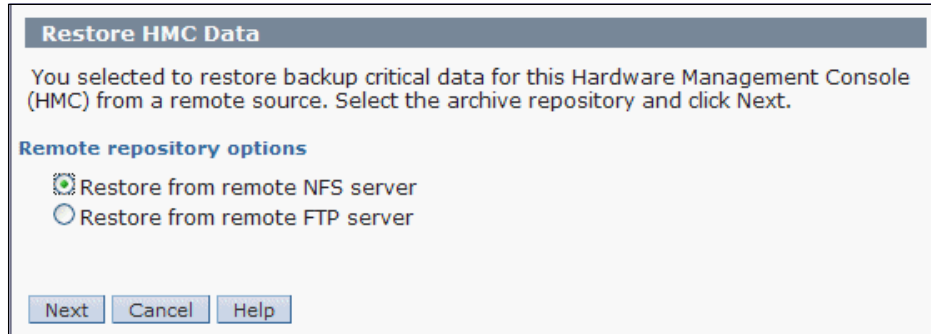 Restore HMC Data
You selected to restore backup critical data for this Hardware Management Console
(HMC) from a remote source. Select the archive repository and click Next.
Remote repository options
Restore from remote NFS server
Restore from remote FTP server
Next Cancel Help